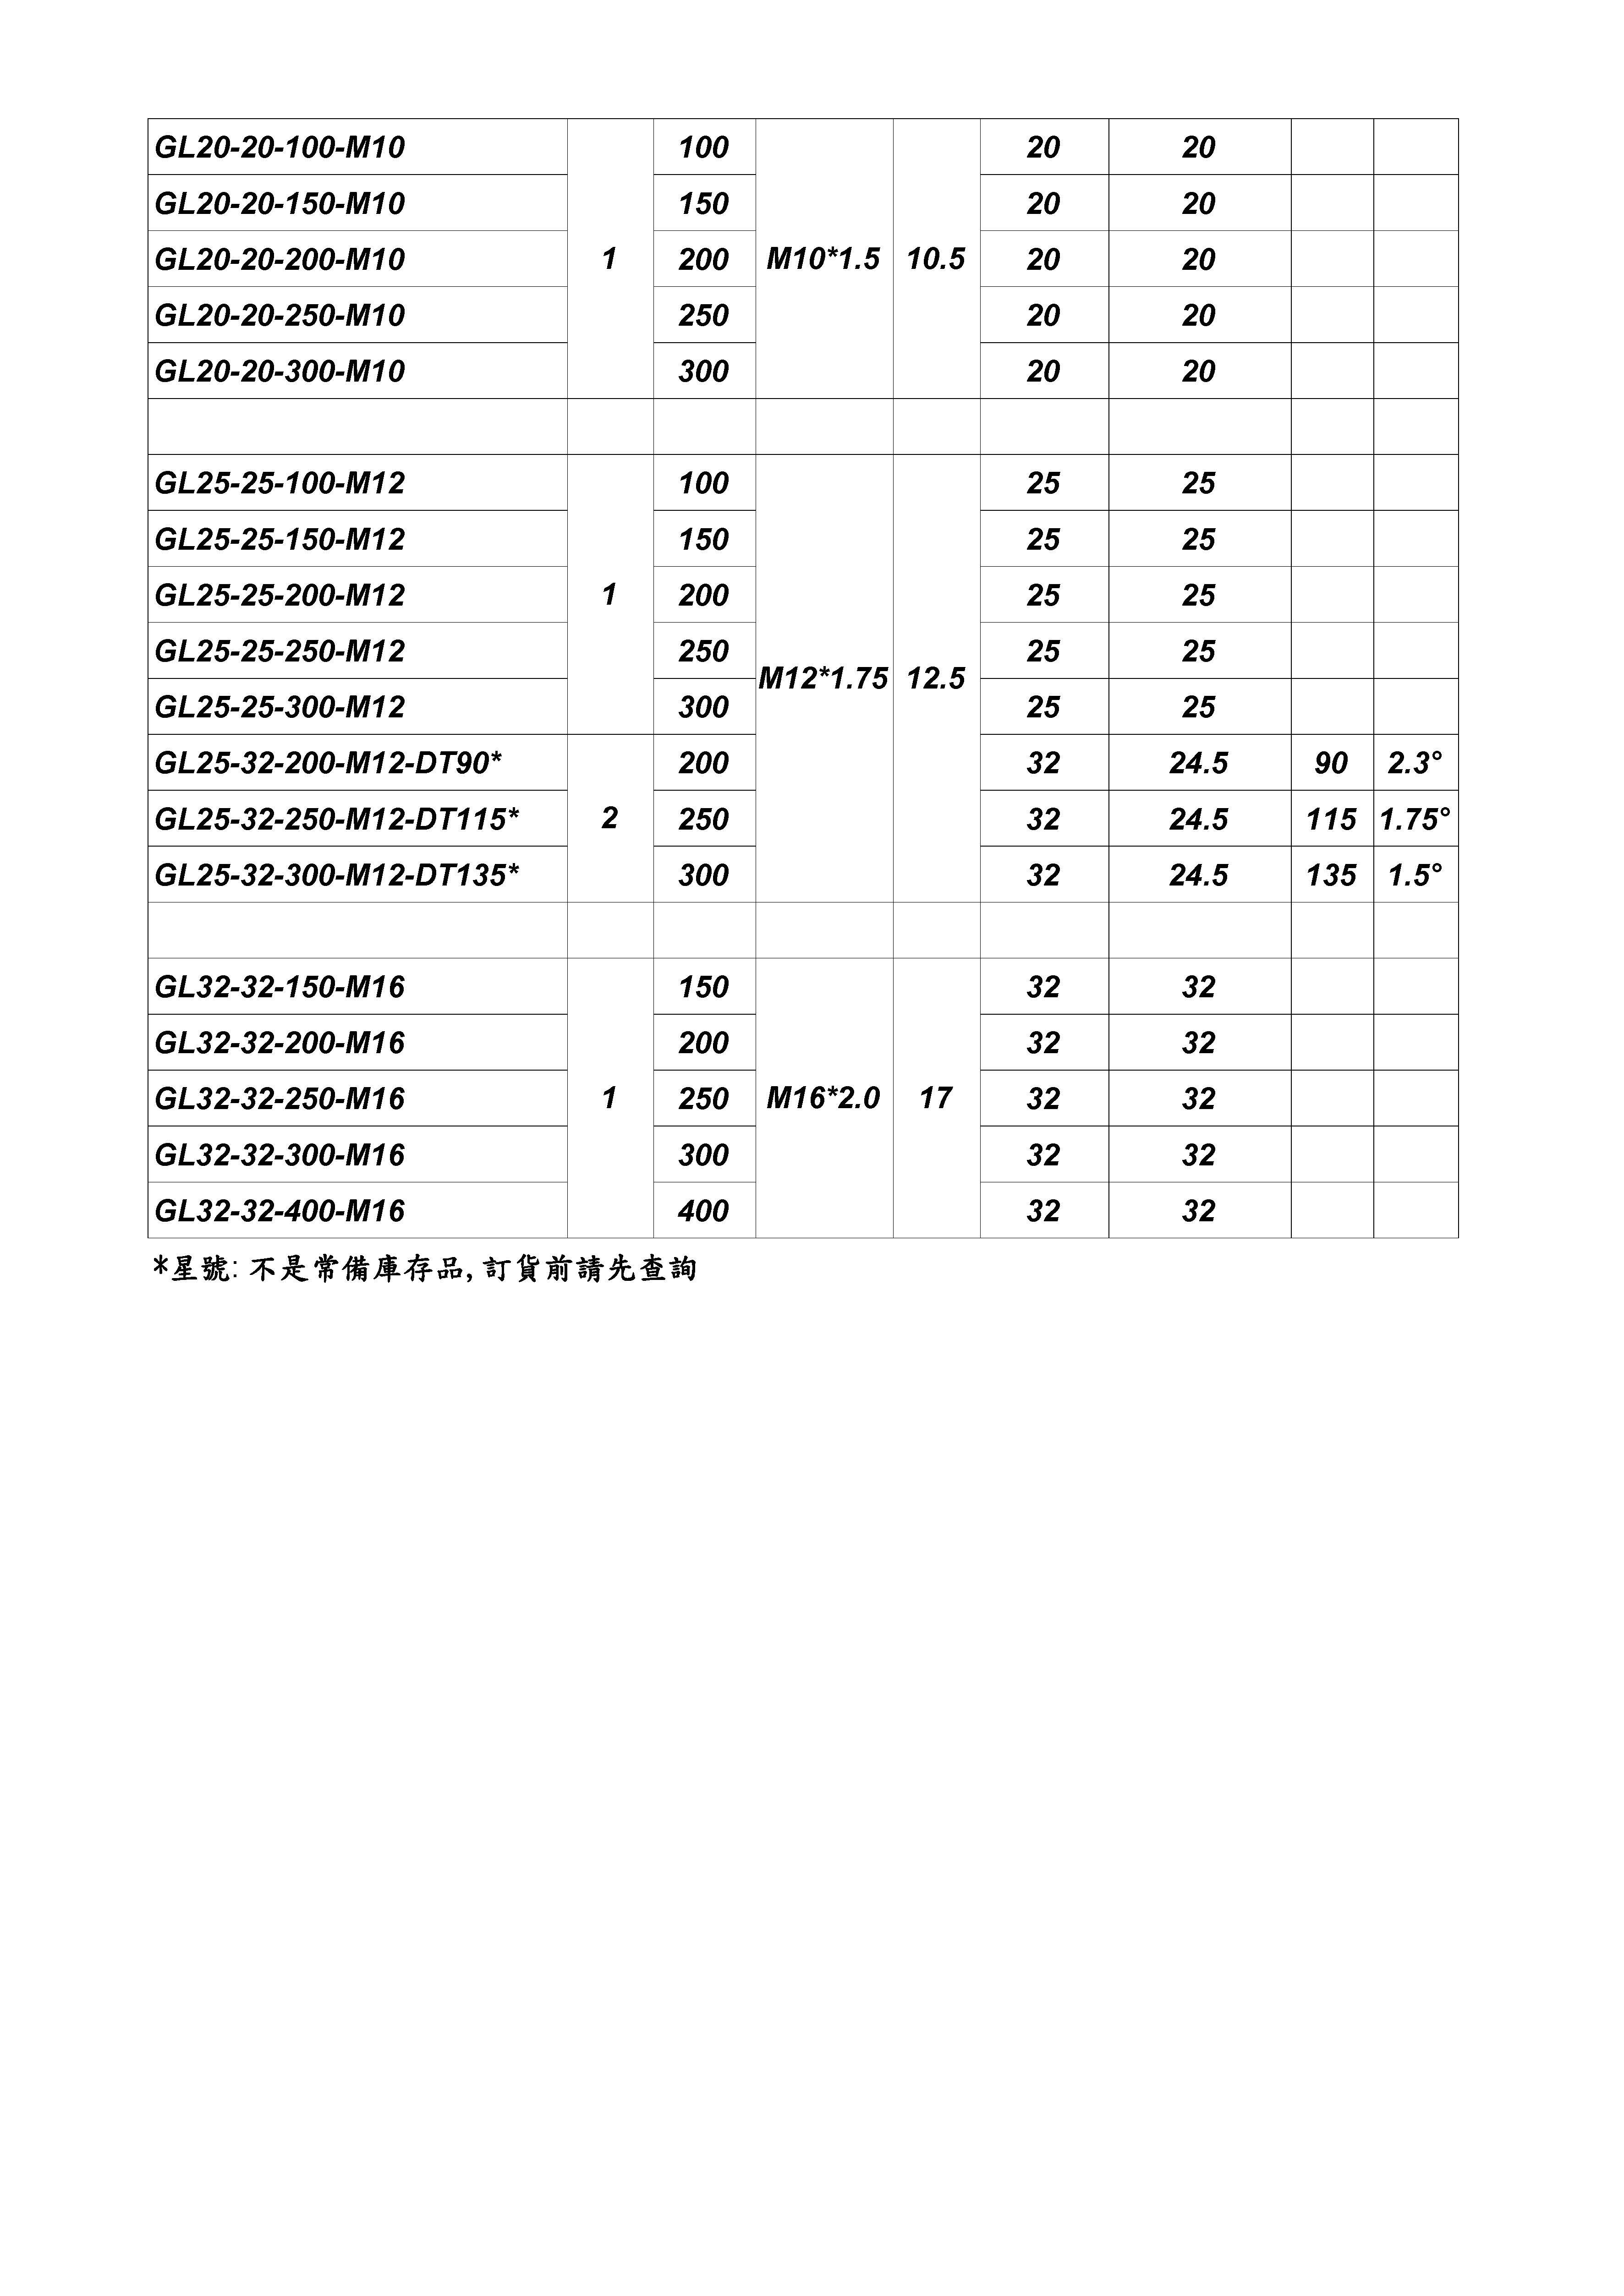 GL20-20-100-M10 100 20 20
GL20-20-150-M10 150 20 20
GL20-20-200-M10 1 200 M10*1.5 10.5 20 20
GL20-20-250-M10 250 20 20
GL20-20-300-M10 300 20 20
GL25-25-100-M12 100 25 25
GL25-25-150-M12 150 25 25
GL25-25-200-M12 1 200 25 25
GL25-25-250-M12 250 25 25
M12*1.75 12.5
GL25-25-300-M12 300 25 25
GL25-32-200-M12-DT90* 200 32 24.5 90 2.3°
GL25-32-250-M12-DT115* 2 250 32 24.5 115 1.75°
GL25-32-300-M12-DT135* 300 32 24.5 135 1.5°
GL32-32-150-M16 150 32 32
GL32-32-200-M16 200 32 32
GL32-32-250-M16 1 250 M16*2.0 17 32 32
GL32-32-300-M16 300 32 32
GL32-32-400-M16 400 32 32
*星號: 不是常備庫存品, 訂貨前請先查詢